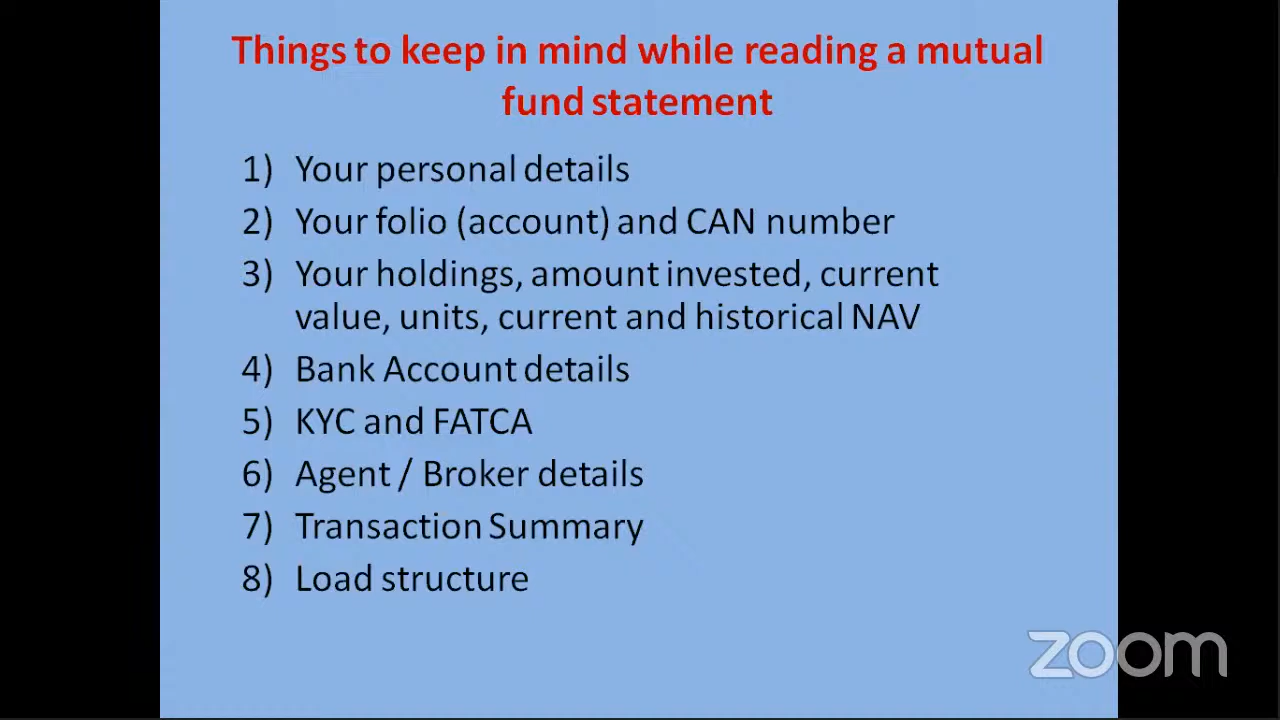 Things to keep in mind while reading a mutual
fund statement
1) Your personal details
2) Your folio (account) and CAN number
3) Your holdings, amount invested, current
value, units, current and historical NAV
4) Bank Account details
5) KYC and FATCA
6) Agent / Broker details
7) Transaction Summary
8) Load structure
zoom